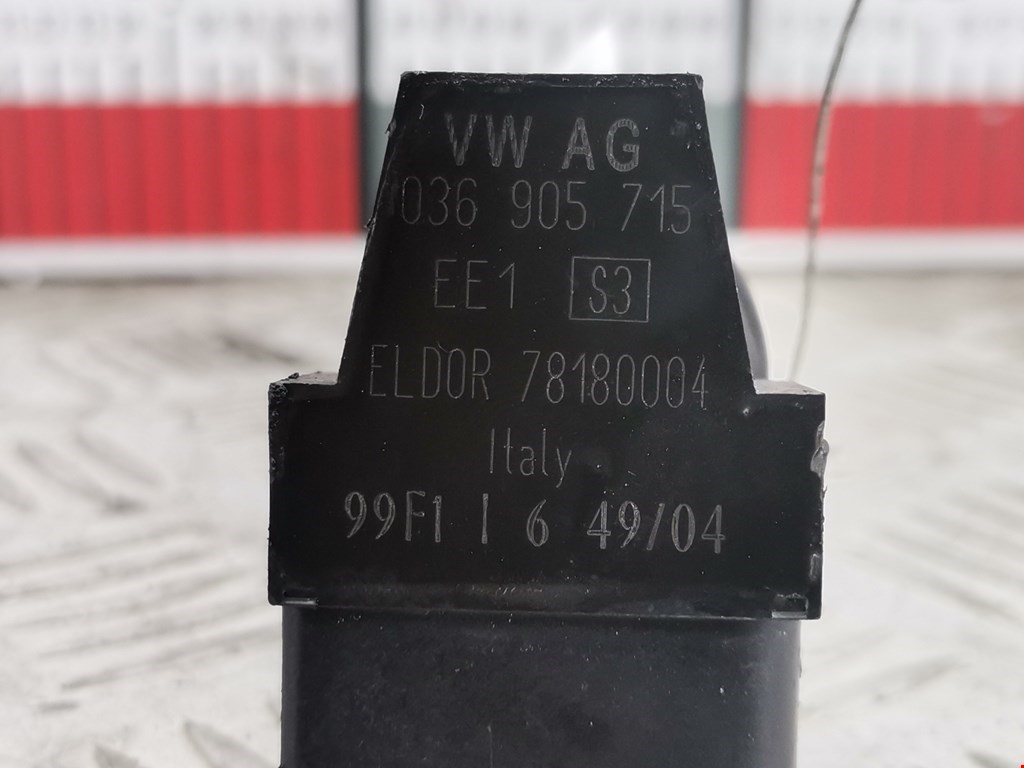 VW AG
036 905 715
EE1 S3
ELDOR 78180004
Italy
99F1 I 6 49/04